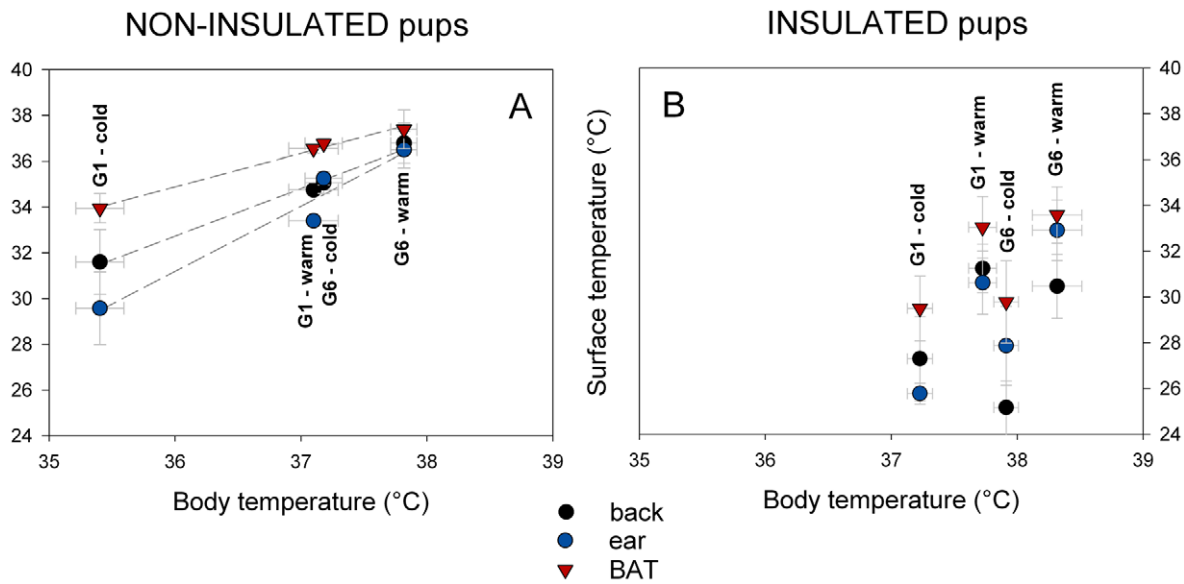 NON-INSULATED pups
INSULATED pups
40
38
36
34
32
30
28
26
24
35
36
37
38
39
A
G1 - cold
G1 - warm
G6 - cold
G6 - warm
Body temperature (°C)
Surface temperature (°C)
B
G1 - cold
G1 - warm
G6 - cold
G6 - warm
40
38
36
34
32
30
28
26
24
35
36
37
38
39
Body temperature (°C)
back
ear
BAT